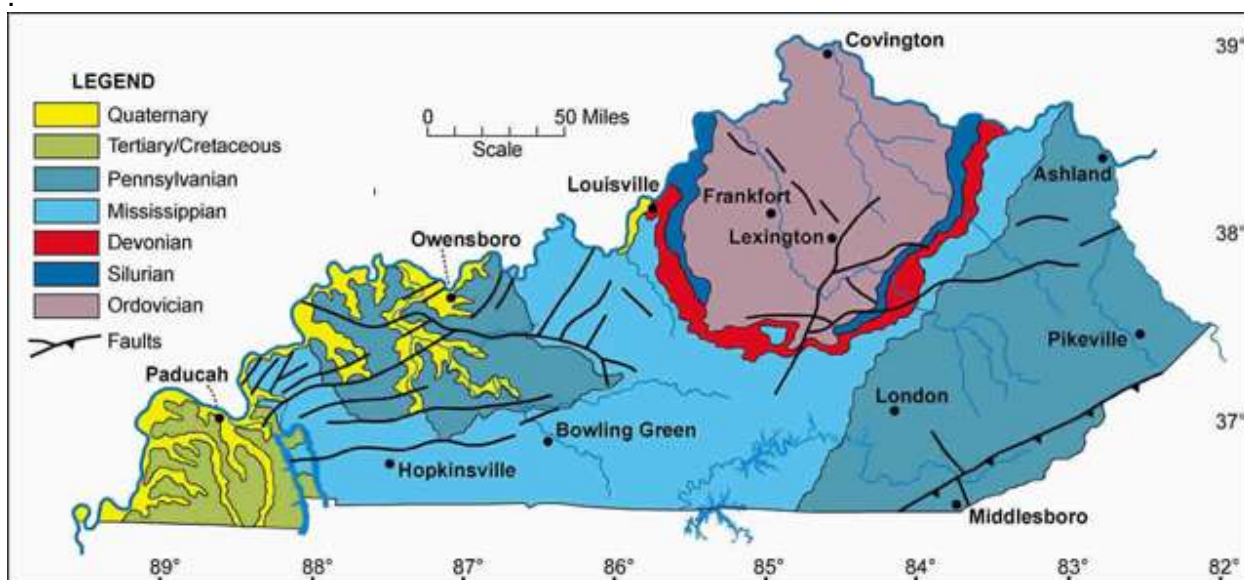 .
LEGEND
Quaternary
Tertiary/Cretaceous
Pennsylvanian
Mississippian
Devonian
Silurian
Ordovician
Faults
0 50 Miles
Scale
Covington
39°
Louisville
Frankfort
Ashland
Lexington
38°
Owensboro
Pikeville
Paducah
London
37°
Bowling Green
Hopkinsville
Middlesboro
89° 88° 87° 86° 85° 84° 83° 82°